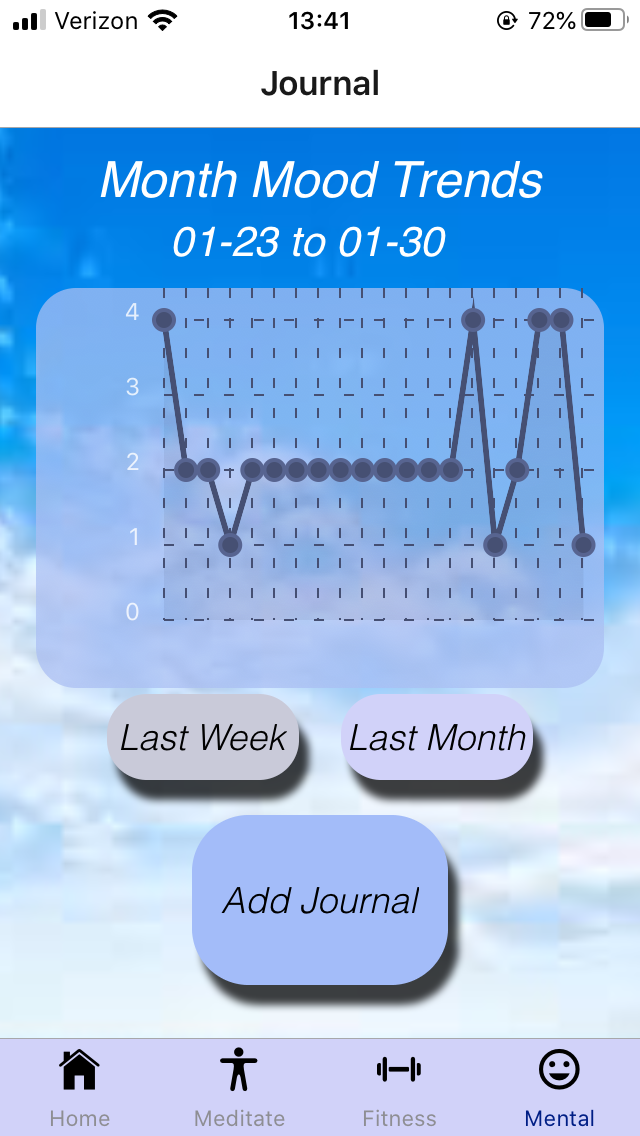 Verizon 13:41 72%
Journal
Month Mood Trends
01-23 to 01-30
4
3
2
1
0
Last Week Last Month
Add Journal
Home Meditate Fitness Mental